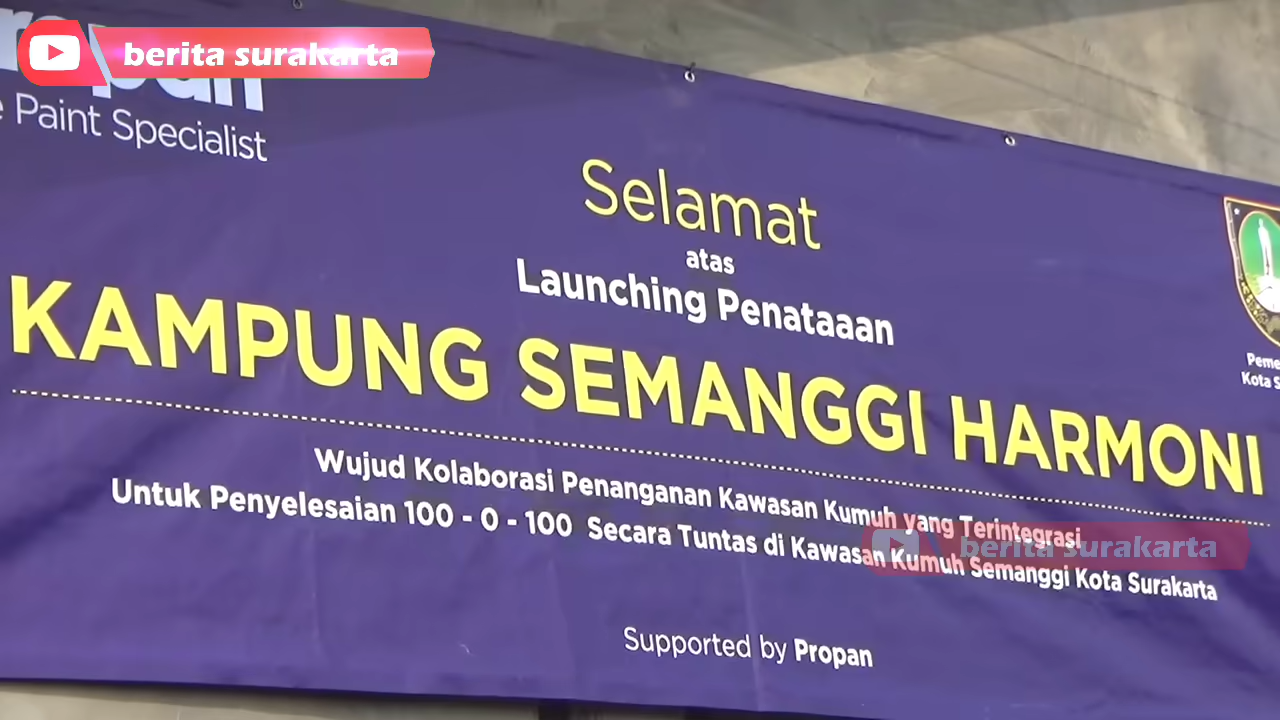 berita surakarta
Paint Specialist
Selamat
atas
Launching Penataaan
KAMPUNG SEMANGGI HARMONI
Wujud Kolaborasi Penanganan Kawasan Kumuh yang Terintegrasi
Untuk Penyelesaian 100 - 0 - 100 Secara Tuntas di Kawasan Kumuh Semanggi Kota Surakarta
berita surakarta
Supported by Propan
Kota